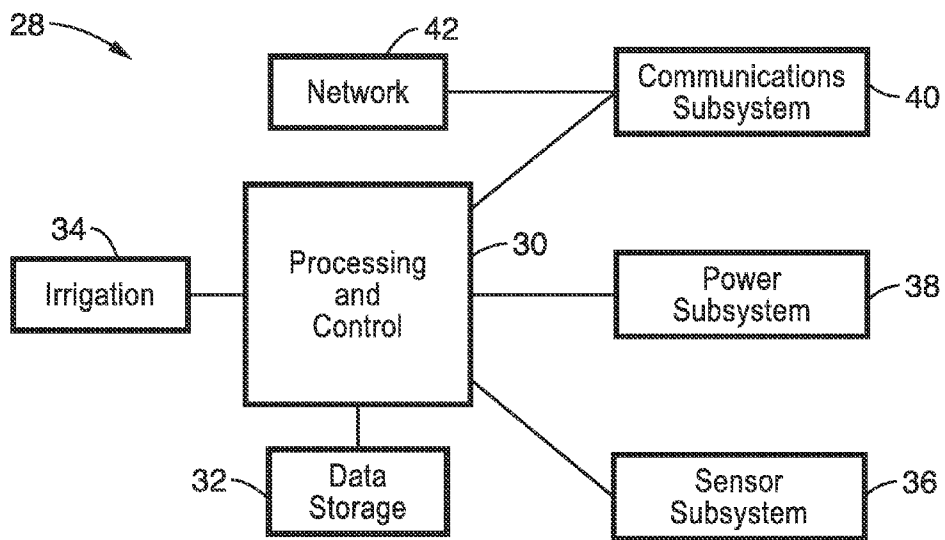 28
42
Network
Communications
Subsystem
40
34
Irrigation
Processing
and
Control
30
Power
Subsystem
38
32
Data
Storage
Sensor
Subsystem
36